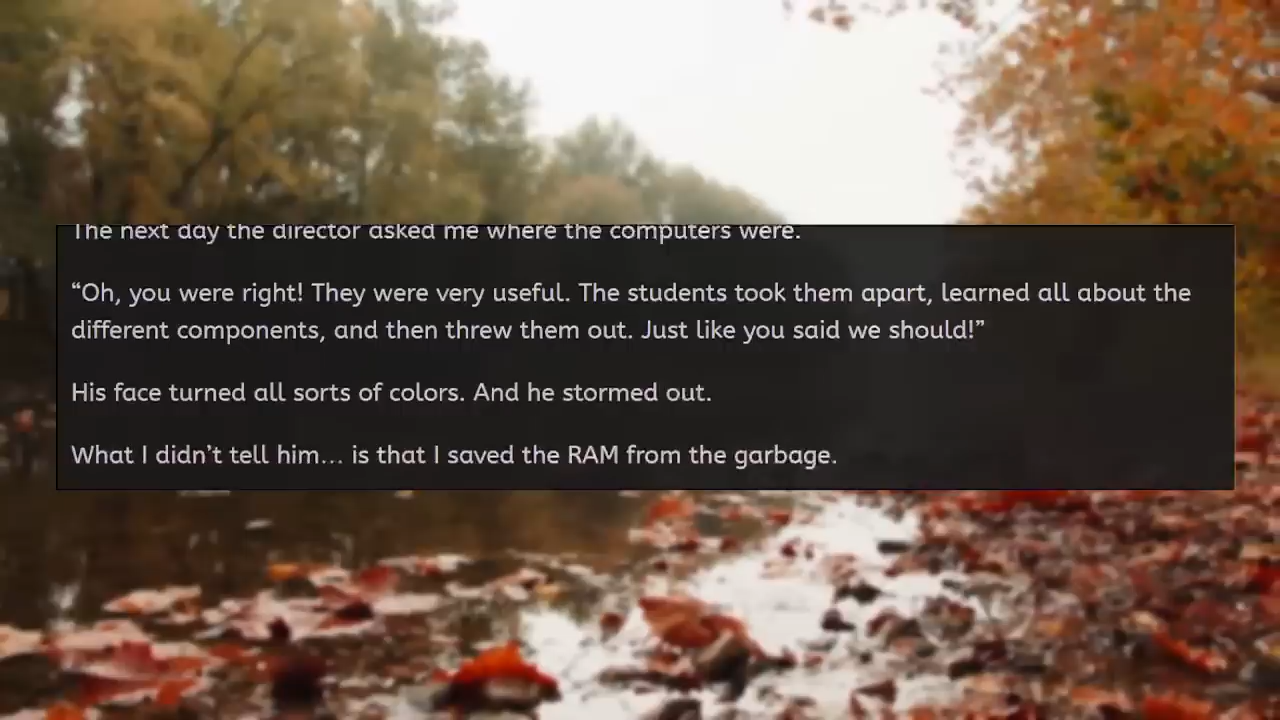 The next day the director asked me where the computers were.
“Oh, you were right! They were very useful. The students took them apart, learned all about the
different components, and then threw them out. Just like you said we should!”
His face turned all sorts of colors. And he stormed out.
What I didn’t tell him... is that I saved the RAM from the garbage.